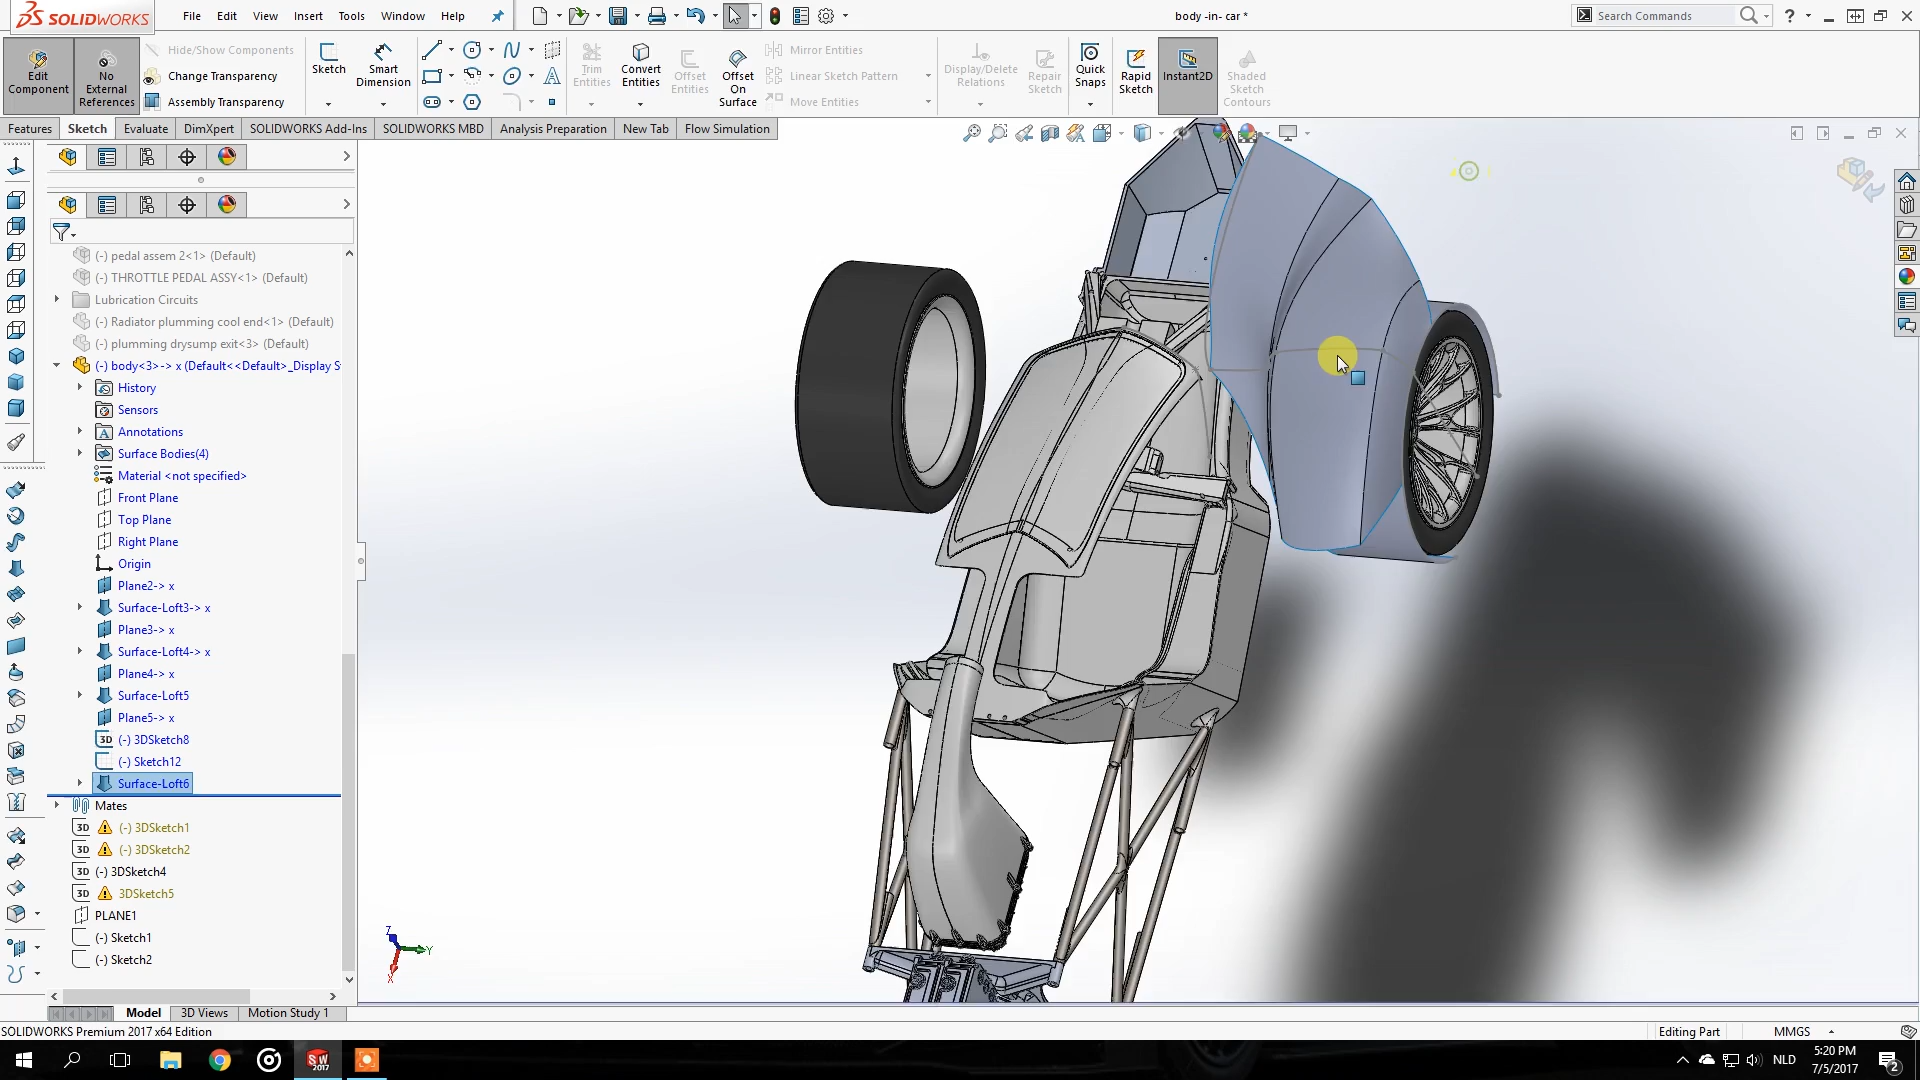 SOLIDWORKS
File Edit View Insert Tools Window Help
body -in- car *
Search Commands
Edit Component
No External References
Hide/Show Components
Change Transparency
Assembly Transparency
Sketch
Smart Dimension
Trim Entities
Convert Entities
Offset Entities
Offset On Surface
Mirror Entities
Linear Sketch Pattern
Move Entities
Display/Delete Relations
Repair Sketch
Quick Snaps
Rapid Sketch
Instant2D
Shaded Sketch Contours
Features Sketch Evaluate DimXpert SOLIDWORKS Add-Ins SOLIDWORKS MBD Analysis Preparation New Tab Flow Simulation
(-) pedal assem 2<1> (Default)
(-) THROTTLE PEDAL ASSY<1> (Default)
Lubrication Circuits
(-) Radiator plumming cool end<1> (Default)
(-) plumming drysump exit<3> (Default)
(-) body<3>-> x (Default<<Default>_Display S
History
Sensors
Annotations
Surface Bodies(4)
Material <not specified>
Front Plane
Top Plane
Right Plane
Origin
Plane2-> x
Surface-Loft3-> x
Plane3-> x
Surface-Loft4-> x
Plane4-> x
Surface-Loft5
Plane5-> x
3D (-) 3DSketch8
(-) Sketch12
Surface-Loft6
Mates
3D (-) 3DSketch1
3D (-) 3DSketch2
3D (-) 3DSketch4
3D 3DSketch5
PLANE1
(-) Sketch1
(-) Sketch2
Z
Y
X
Model 3D Views Motion Study 1
SOLIDWORKS Premium 2017 x64 Edition
Editing Part
MMGS
SW 2017
NLD
5:20 PM
7/5/2017
2